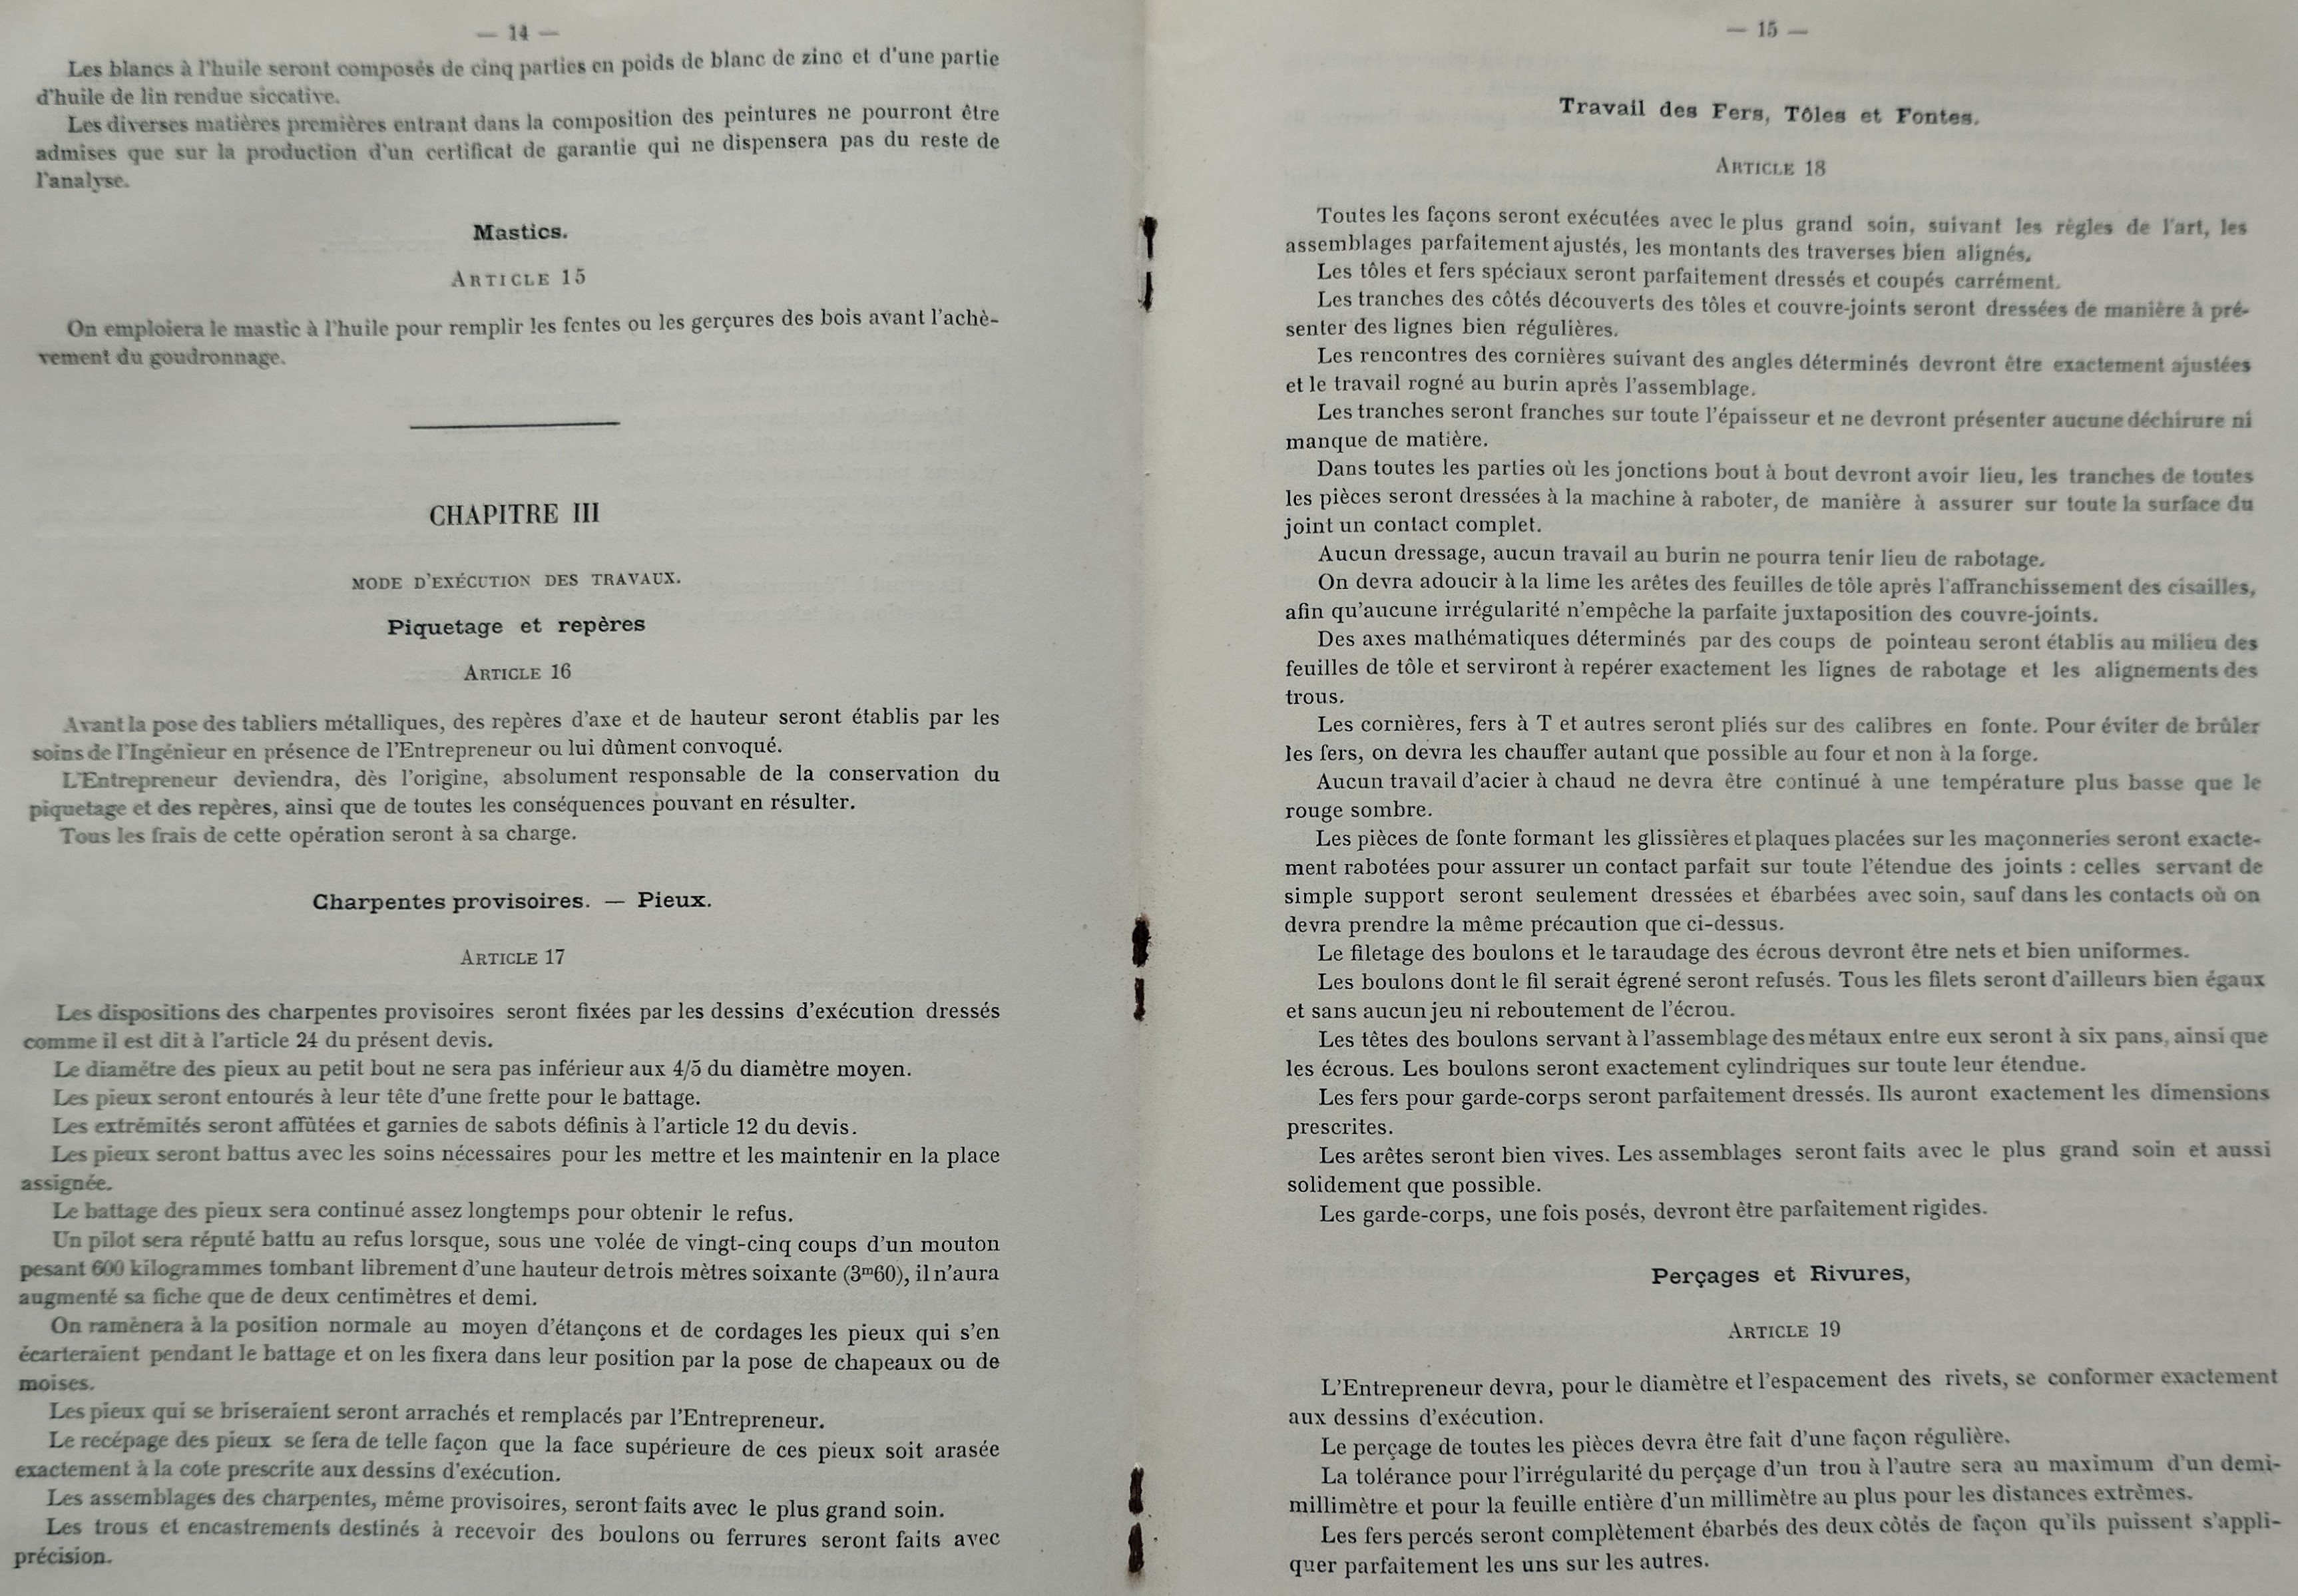 — 14 —
Les blancs à l'huile seront composés de cinq parties en poids de blanc de zinc et d'une partie
d'huile de lin rendue siccative.
Les diverses matières premières entrant dans la composition des peintures ne pourront être
admises que sur la production d'un certificat de garantie qui ne dispensera pas du reste de
l'analyse.
Mastics.
ARTICLE 15
On emploiera le mastic à l'huile pour remplir les fentes ou les gerçures des bois avant l'achè-
vement du goudronnage.
CHAPITRE III
MODE D'EXÉCUTION DES TRAVAUX.
Piquetage et repères
ARTICLE 16
Avant la pose des tabliers métalliques, des repères d'axe et de hauteur seront établis par les
soins de l'Ingénieur en présence de l'Entrepreneur ou lui dûment convoqué.
L'Entrepreneur deviendra, dès l'origine, absolument responsable de la conservation du
piquetage et des repères, ainsi que de toutes les conséquences pouvant en résulter.
Tous les frais de cette opération seront à sa charge.
Charpentes provisoires. — Pieux.
ARTICLE 17
Les dispositions des charpentes provisoires seront fixées par les dessins d'exécution dressés
comme il est dit à l'article 24 du présent devis.
Le diamétre des pieux au petit bout ne sera pas inférieur aux 4/5 du diamètre moyen.
Les pieux seront entourés à leur tête d'une frette pour le battage.
Les extrémités seront affûtées et garnies de sabots définis à l'article 12 du devis.
Les pieux seront battus avec les soins nécessaires pour les mettre et les maintenir en la place
assignée.
Le battage des pieux sera continué assez longtemps pour obtenir le refus.
Un pilot sera réputé battu au refus lorsque, sous une volée de vingt-cinq coups d'un mouton
pesant 600 kilogrammes tombant librement d'une hauteur de trois mètres soixante (3ᵐ60), il n'aura
augmenté sa fiche que de deux centimètres et demi.
On ramènera à la position normale au moyen d'étançons et de cordages les pieux qui s'en
écarteraient pendant le battage et on les fixera dans leur position par la pose de chapeaux ou de
moises.
Les pieux qui se briseraient seront arrachés et remplacés par l'Entrepreneur.
Le recépage des pieux se fera de telle façon que la face supérieure de ces pieux soit arasée
exactement à la cote prescrite aux dessins d'exécution.
Les assemblages des charpentes, même provisoires, seront faits avec le plus grand soin.
Les trous et encastrements destinés à recevoir des boulons ou ferrures seront faits avec
précision.
— 15 —
Travail des Fers, Tôles et Fontes.
ARTICLE 18
Toutes les façons seront exécutées avec le plus grand soin, suivant les règles de l'art, les
assemblages parfaitement ajustés, les montants des traverses bien alignés.
Les tôles et fers spéciaux seront parfaitement dressés et coupés carrément.
Les tranches des côtés découverts des tôles et couvre-joints seront dressées de manière à pré-
senter des lignes bien régulières.
Les rencontres des cornières suivant des angles déterminés devront être exactement ajustées
et le travail rogné au burin après l'assemblage.
Les tranches seront franches sur toute l'épaisseur et ne devront présenter aucune déchirure ni
manque de matière.
Dans toutes les parties où les jonctions bout à bout devront avoir lieu, les tranches de toutes
les pièces seront dressées à la machine à raboter, de manière à assurer sur toute la surface du
joint un contact complet.
Aucun dressage, aucun travail au burin ne pourra tenir lieu de rabotage.
On devra adoucir à la lime les arêtes des feuilles de tôle après l'affranchissement des cisailles,
afin qu'aucune irrégularité n'empêche la parfaite juxtaposition des couvre-joints.
Des axes mathématiques déterminés par des coups de pointeau seront établis au milieu des
feuilles de tôle et serviront à repérer exactement les lignes de rabotage et les alignements des
trous.
Les cornières, fers à T et autres seront pliés sur des calibres en fonte. Pour éviter de brûler
les fers, on devra les chauffer autant que possible au four et non à la forge.
Aucun travail d'acier à chaud ne devra être continué à une température plus basse que le
rouge sombre.
Les pièces de fonte formant les glissières et plaques placées sur les maçonneries seront exacte-
ment rabotées pour assurer un contact parfait sur toute l'étendue des joints : celles servant de
simple support seront seulement dressées et ébarbées avec soin, sauf dans les contacts où on
devra prendre la même précaution que ci-dessus.
Le filetage des boulons et le taraudage des écrous devront être nets et bien uniformes.
Les boulons dont le fil serait égrené seront refusés. Tous les filets seront d'ailleurs bien égaux
et sans aucun jeu ni reboutement de l'écrou.
Les têtes des boulons servant à l'assemblage des métaux entre eux seront à six pans, ainsi que
les écrous. Les boulons seront exactement cylindriques sur toute leur étendue.
Les fers pour garde-corps seront parfaitement dressés. Ils auront exactement les dimensions
prescrites.
Les arêtes seront bien vives. Les assemblages seront faits avec le plus grand soin et aussi
solidement que possible.
Les garde-corps, une fois posés, devront être parfaitement rigides.
Perçages et Rivures,
ARTICLE 19
L'Entrepreneur devra, pour le diamètre et l'espacement des rivets, se conformer exactement
aux dessins d'exécution.
Le perçage de toutes les pièces devra être fait d'une façon régulière.
La tolérance pour l'irrégularité du perçage d'un trou à l'autre sera au maximum d'un demi-
millimètre et pour la feuille entière d'un millimètre au plus pour les distances extrêmes.
Les fers percés seront complètement ébarbés des deux côtés de façon qu'ils puissent s'appli-
quer parfaitement les uns sur les autres.